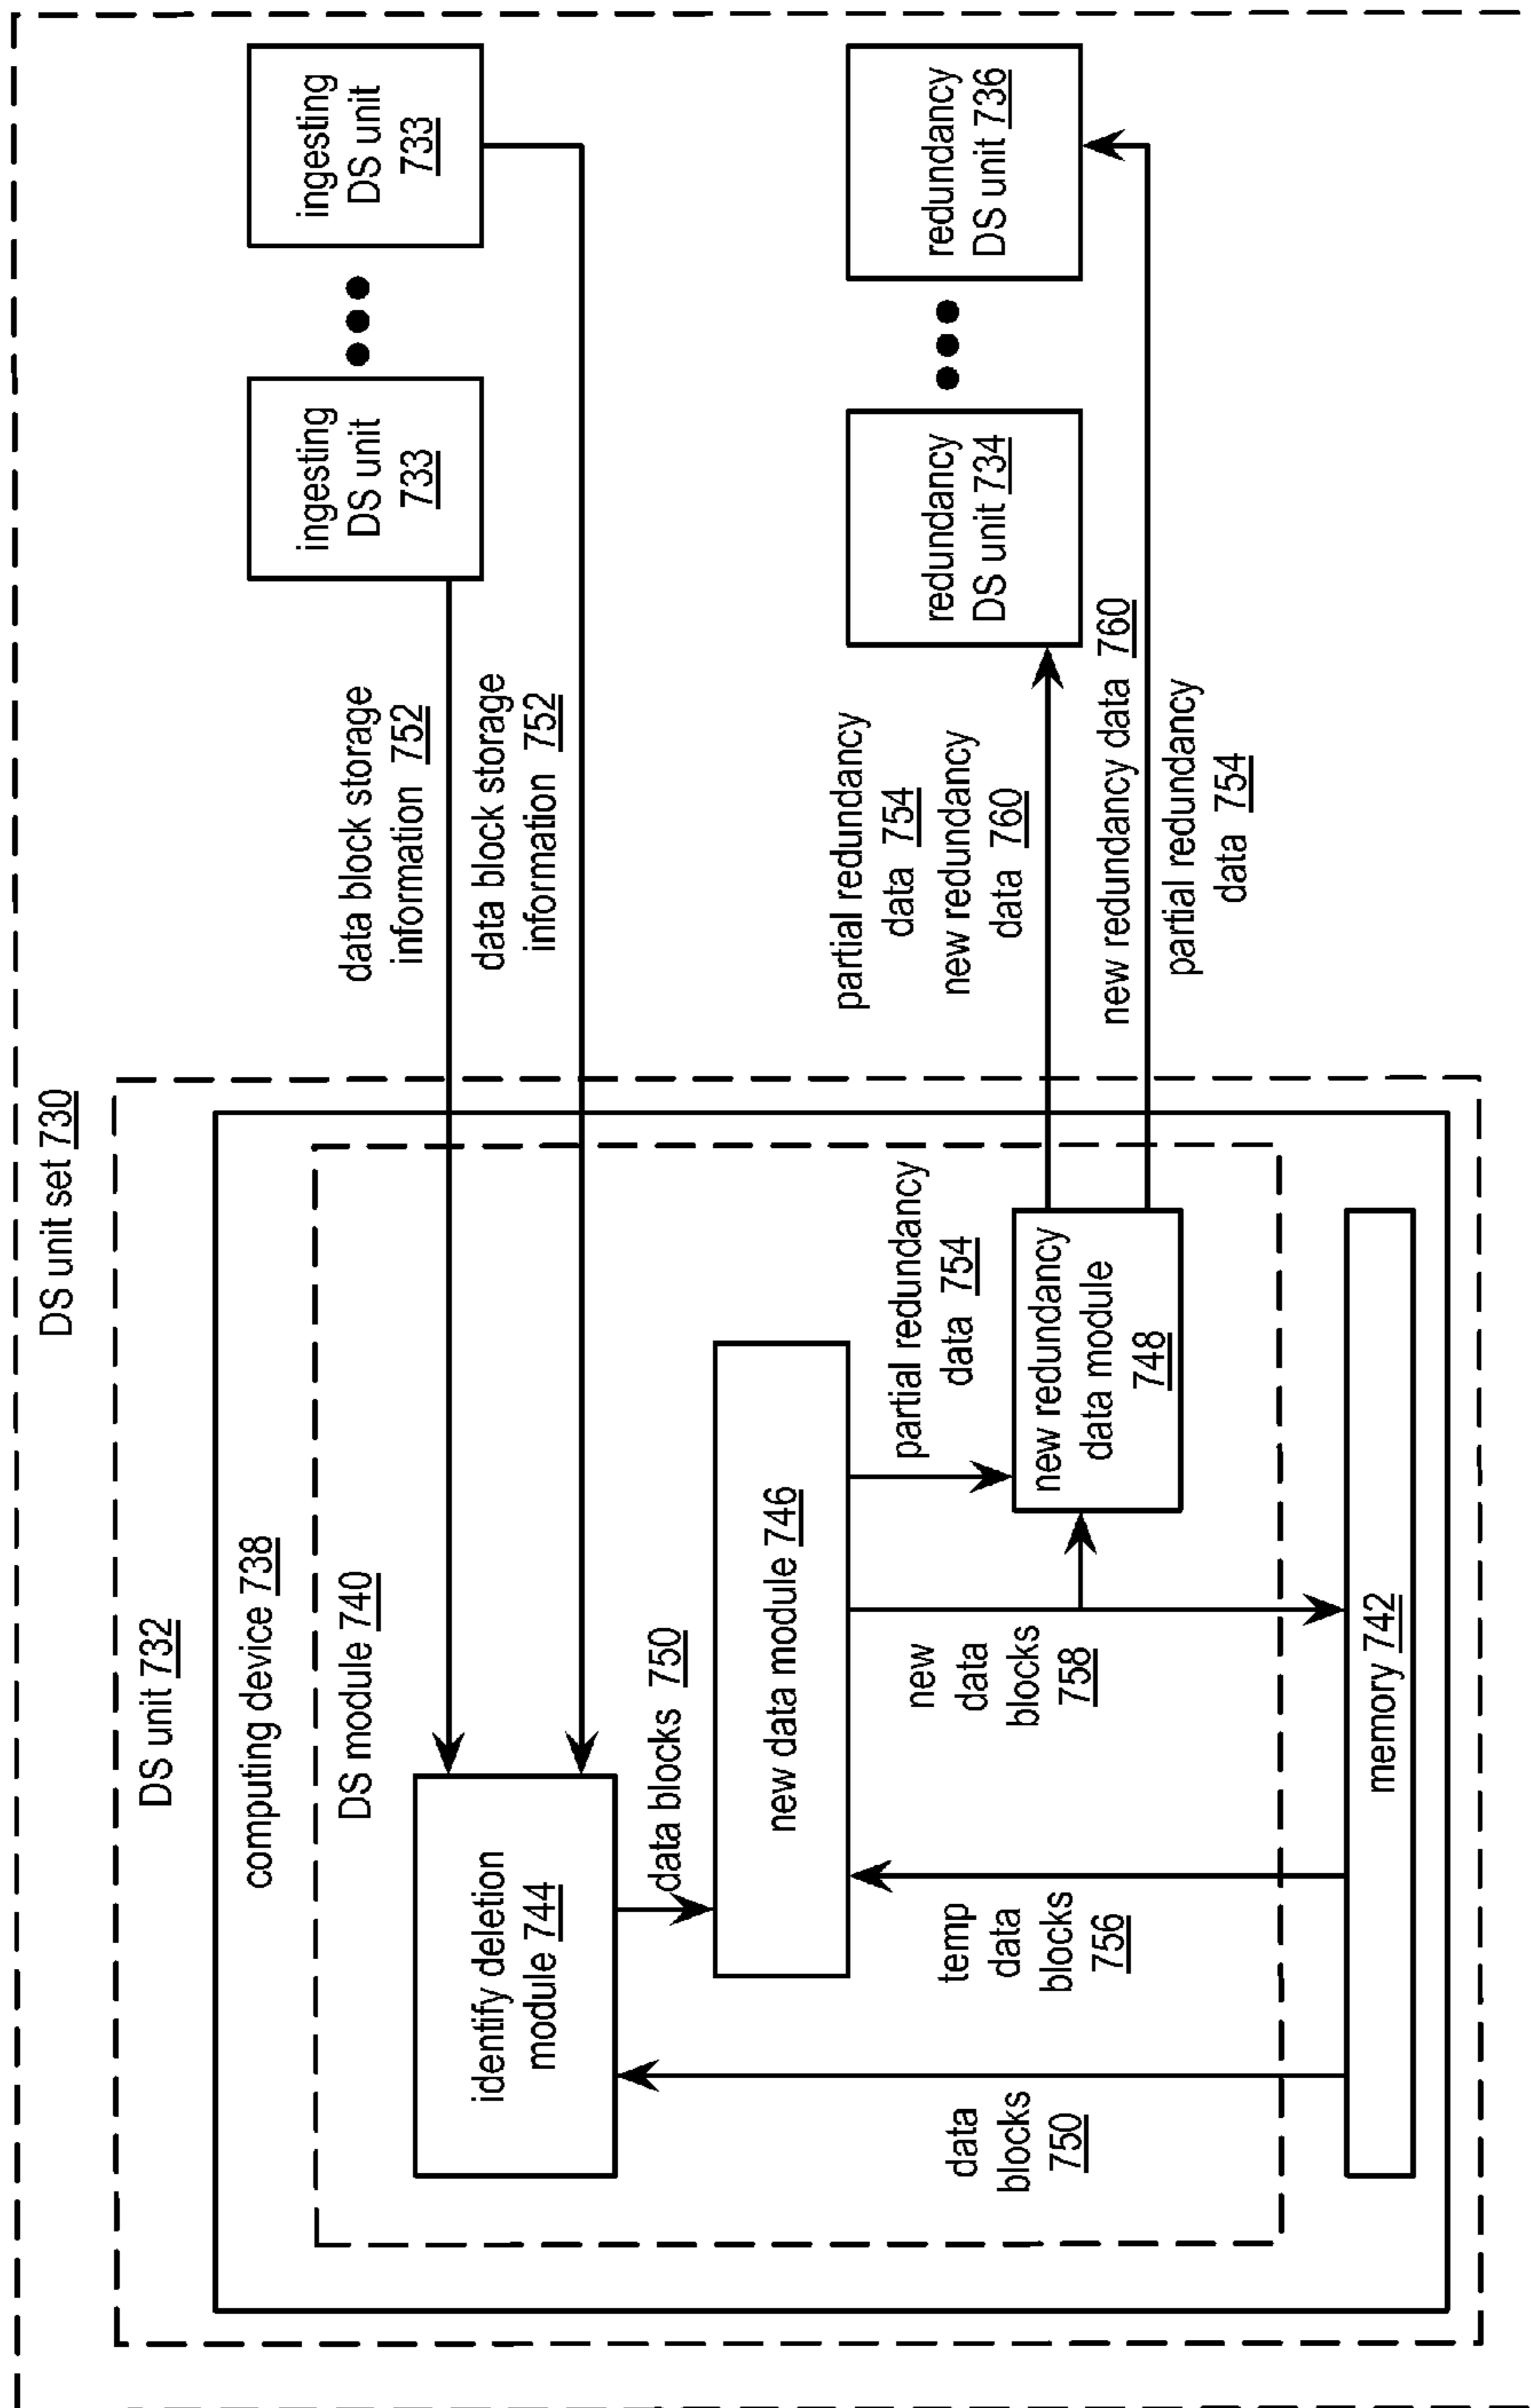 DS unit set 730
DS unit 732
computing device 738
DS module 740
identify deletion
module 744
data blocks 750
new data module 746
data
blocks
750
temp
data
blocks
756
new
data
blocks
758
partial redundancy
data 754
new redundancy
data module
748
memory 742
data block storage
information 752
data block storage
information 752
ingesting
DS unit
733
ingesting
DS unit
733
partial redundancy
data 754
new redundancy
data 760
new redundancy data 760
partial redundancy
data 754
redundancy
DS unit 734
redundancy
DS unit 736